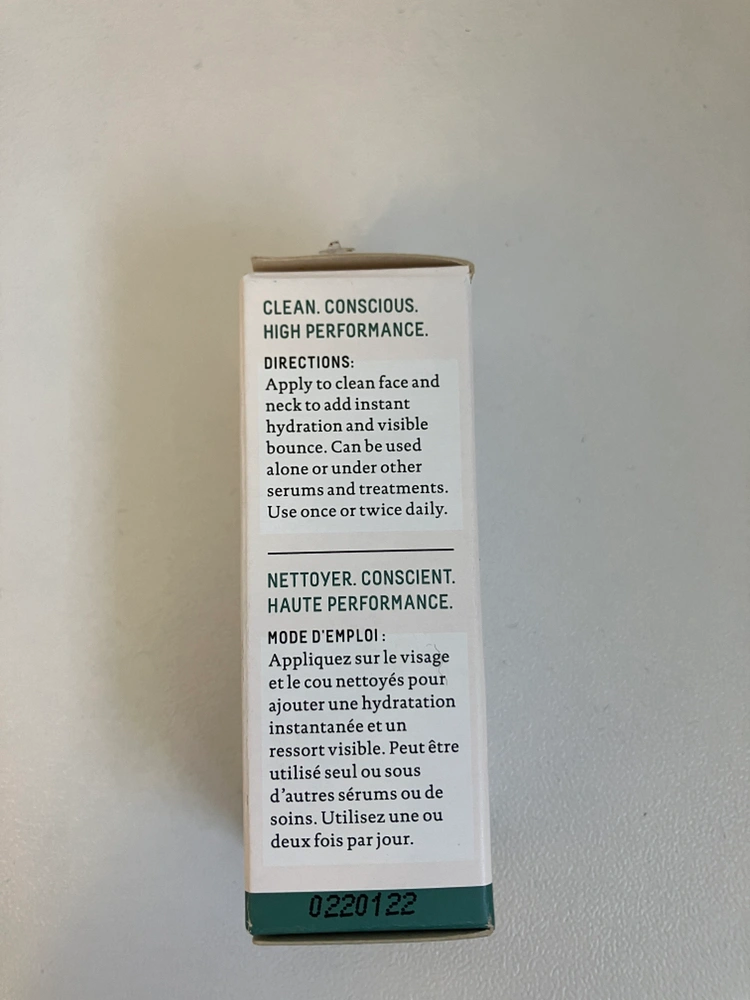 CLEAN. CONSCIOUS.
HIGH PERFORMANCE.
DIRECTIONS:
Apply to clean face and
neck to add instant
hydration and visible
bounce. Can be used
alone or under other
serums and treatments.
Use once or twice daily.
NETTOYER. CONSCIENT.
HAUTE PERFORMANCE.
MODE D'EMPLOI :
Appliquez sur le visage
et le cou nettoyés pour
ajouter une hydratation
instantanée et un
ressort visible. Peut être
utilisé seul ou sous
d'autres sérums ou de
soins. Utilisez une ou
deux fois par jour.
0220122